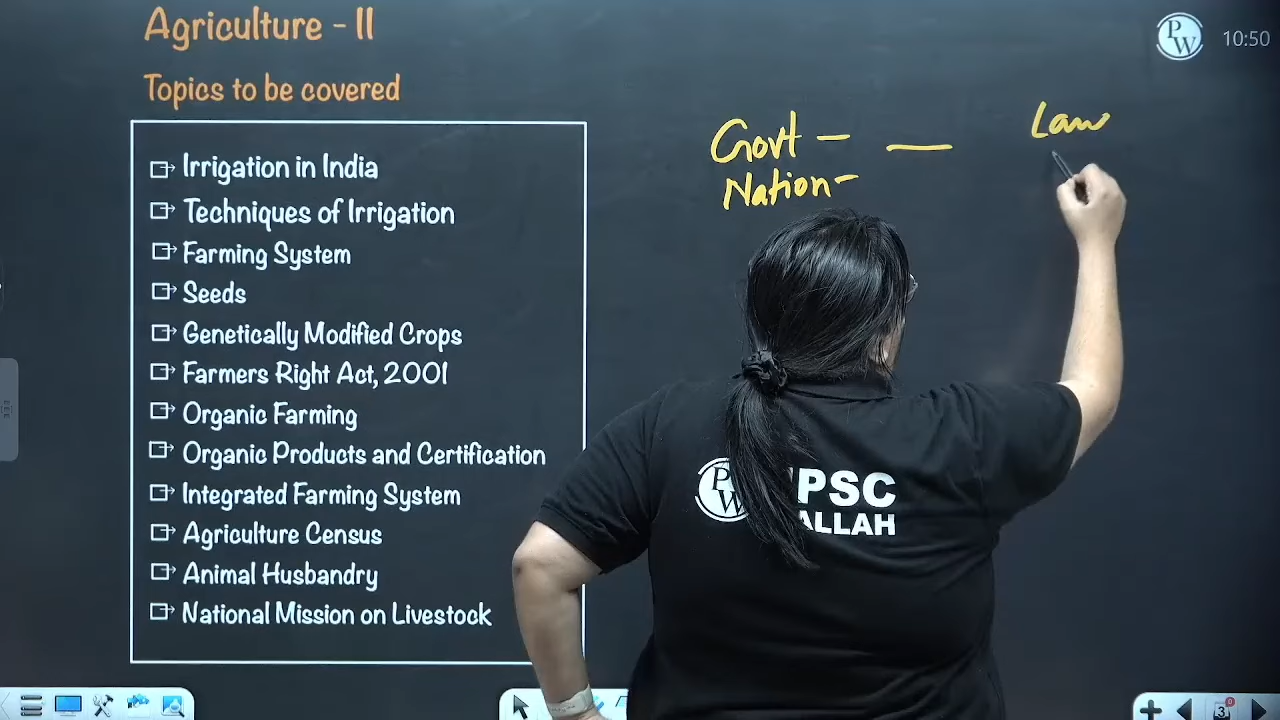 Agriculture - II
Topics to be covered
Irrigation in India
Techniques of Irrigation
Farming System
Seeds
Genetically Modified Crops
Farmers Right Act, 2001
Organic Farming
Organic Products and Certification
Integrated Farming System
Agriculture Census
Animal Husbandry
National Mission on Livestock
PW
10:50
Govt -
Law
Nation-
PW
PSC
ALLAH
3